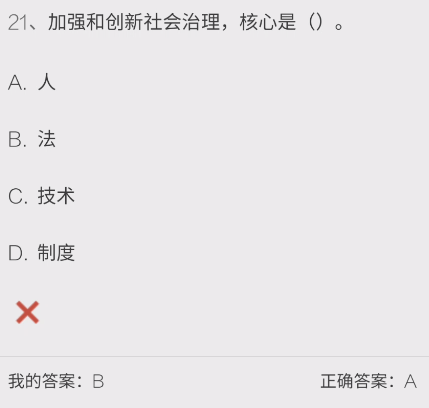 21、加强和创新社会治理，核心是（）。
A. 人
B. 法
C. 技术
D. 制度
我的答案：B 正确答案：A